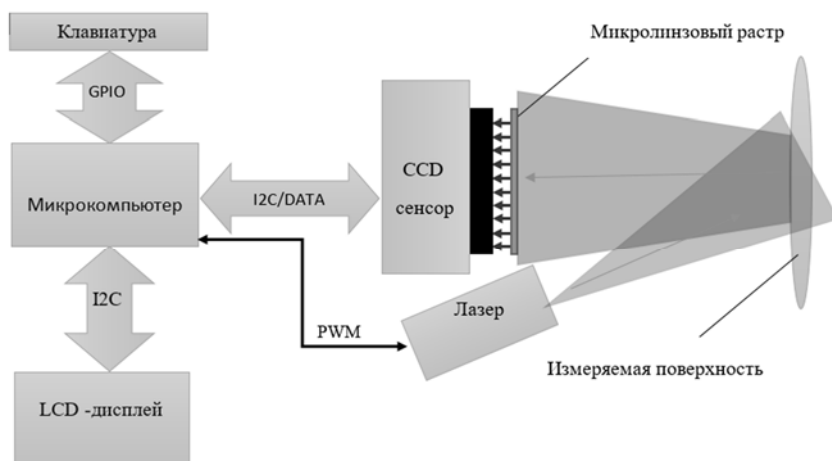 Клавиатура
Микролинзовый растр
GPIO
CCD
сенсор
Микрокомпьютер
I2C/DATA
I2C
Лазер
PWM
Измеряемая поверхность
LCD -дисплей